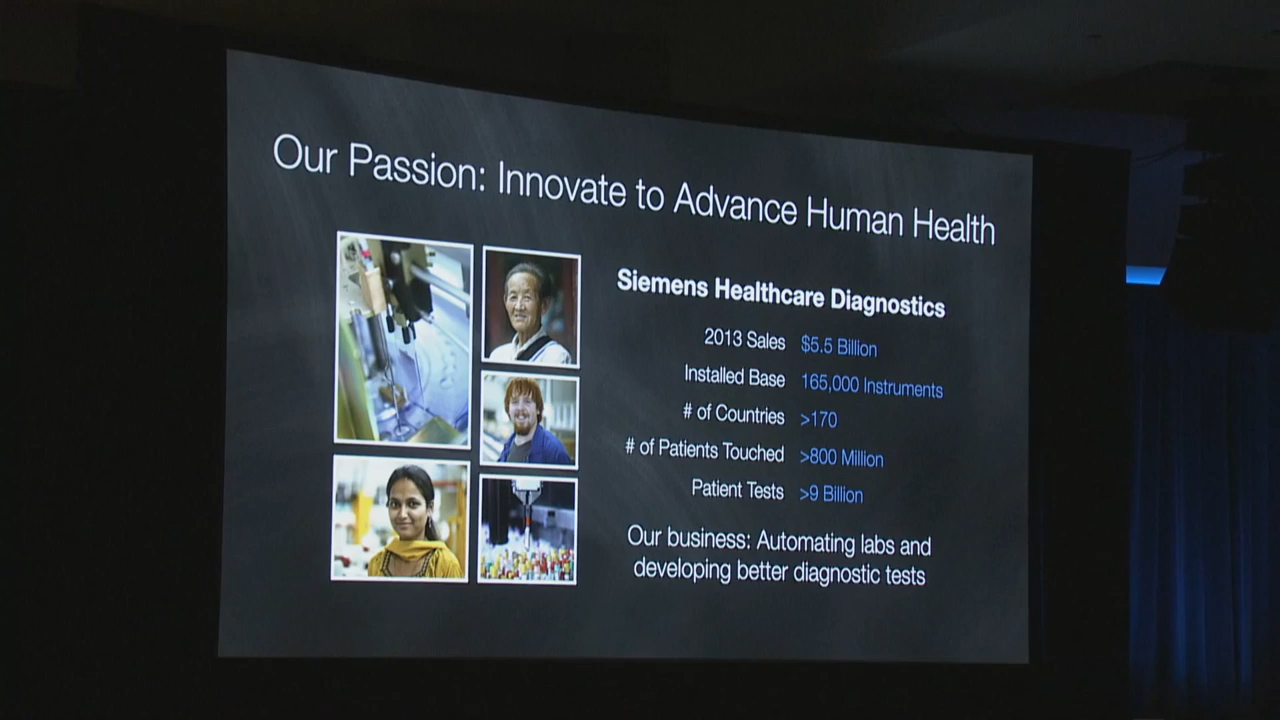 Our Passion: Innovate to Advance Human Health
Siemens Healthcare Diagnostics
2013 Sales $5.5 Billion
Installed Base 165,000 Instruments
# of Countries >170
# of Patients Touched >800 Million
Patient Tests >9 Billion
Our business: Automating labs and
developing better diagnostic tests